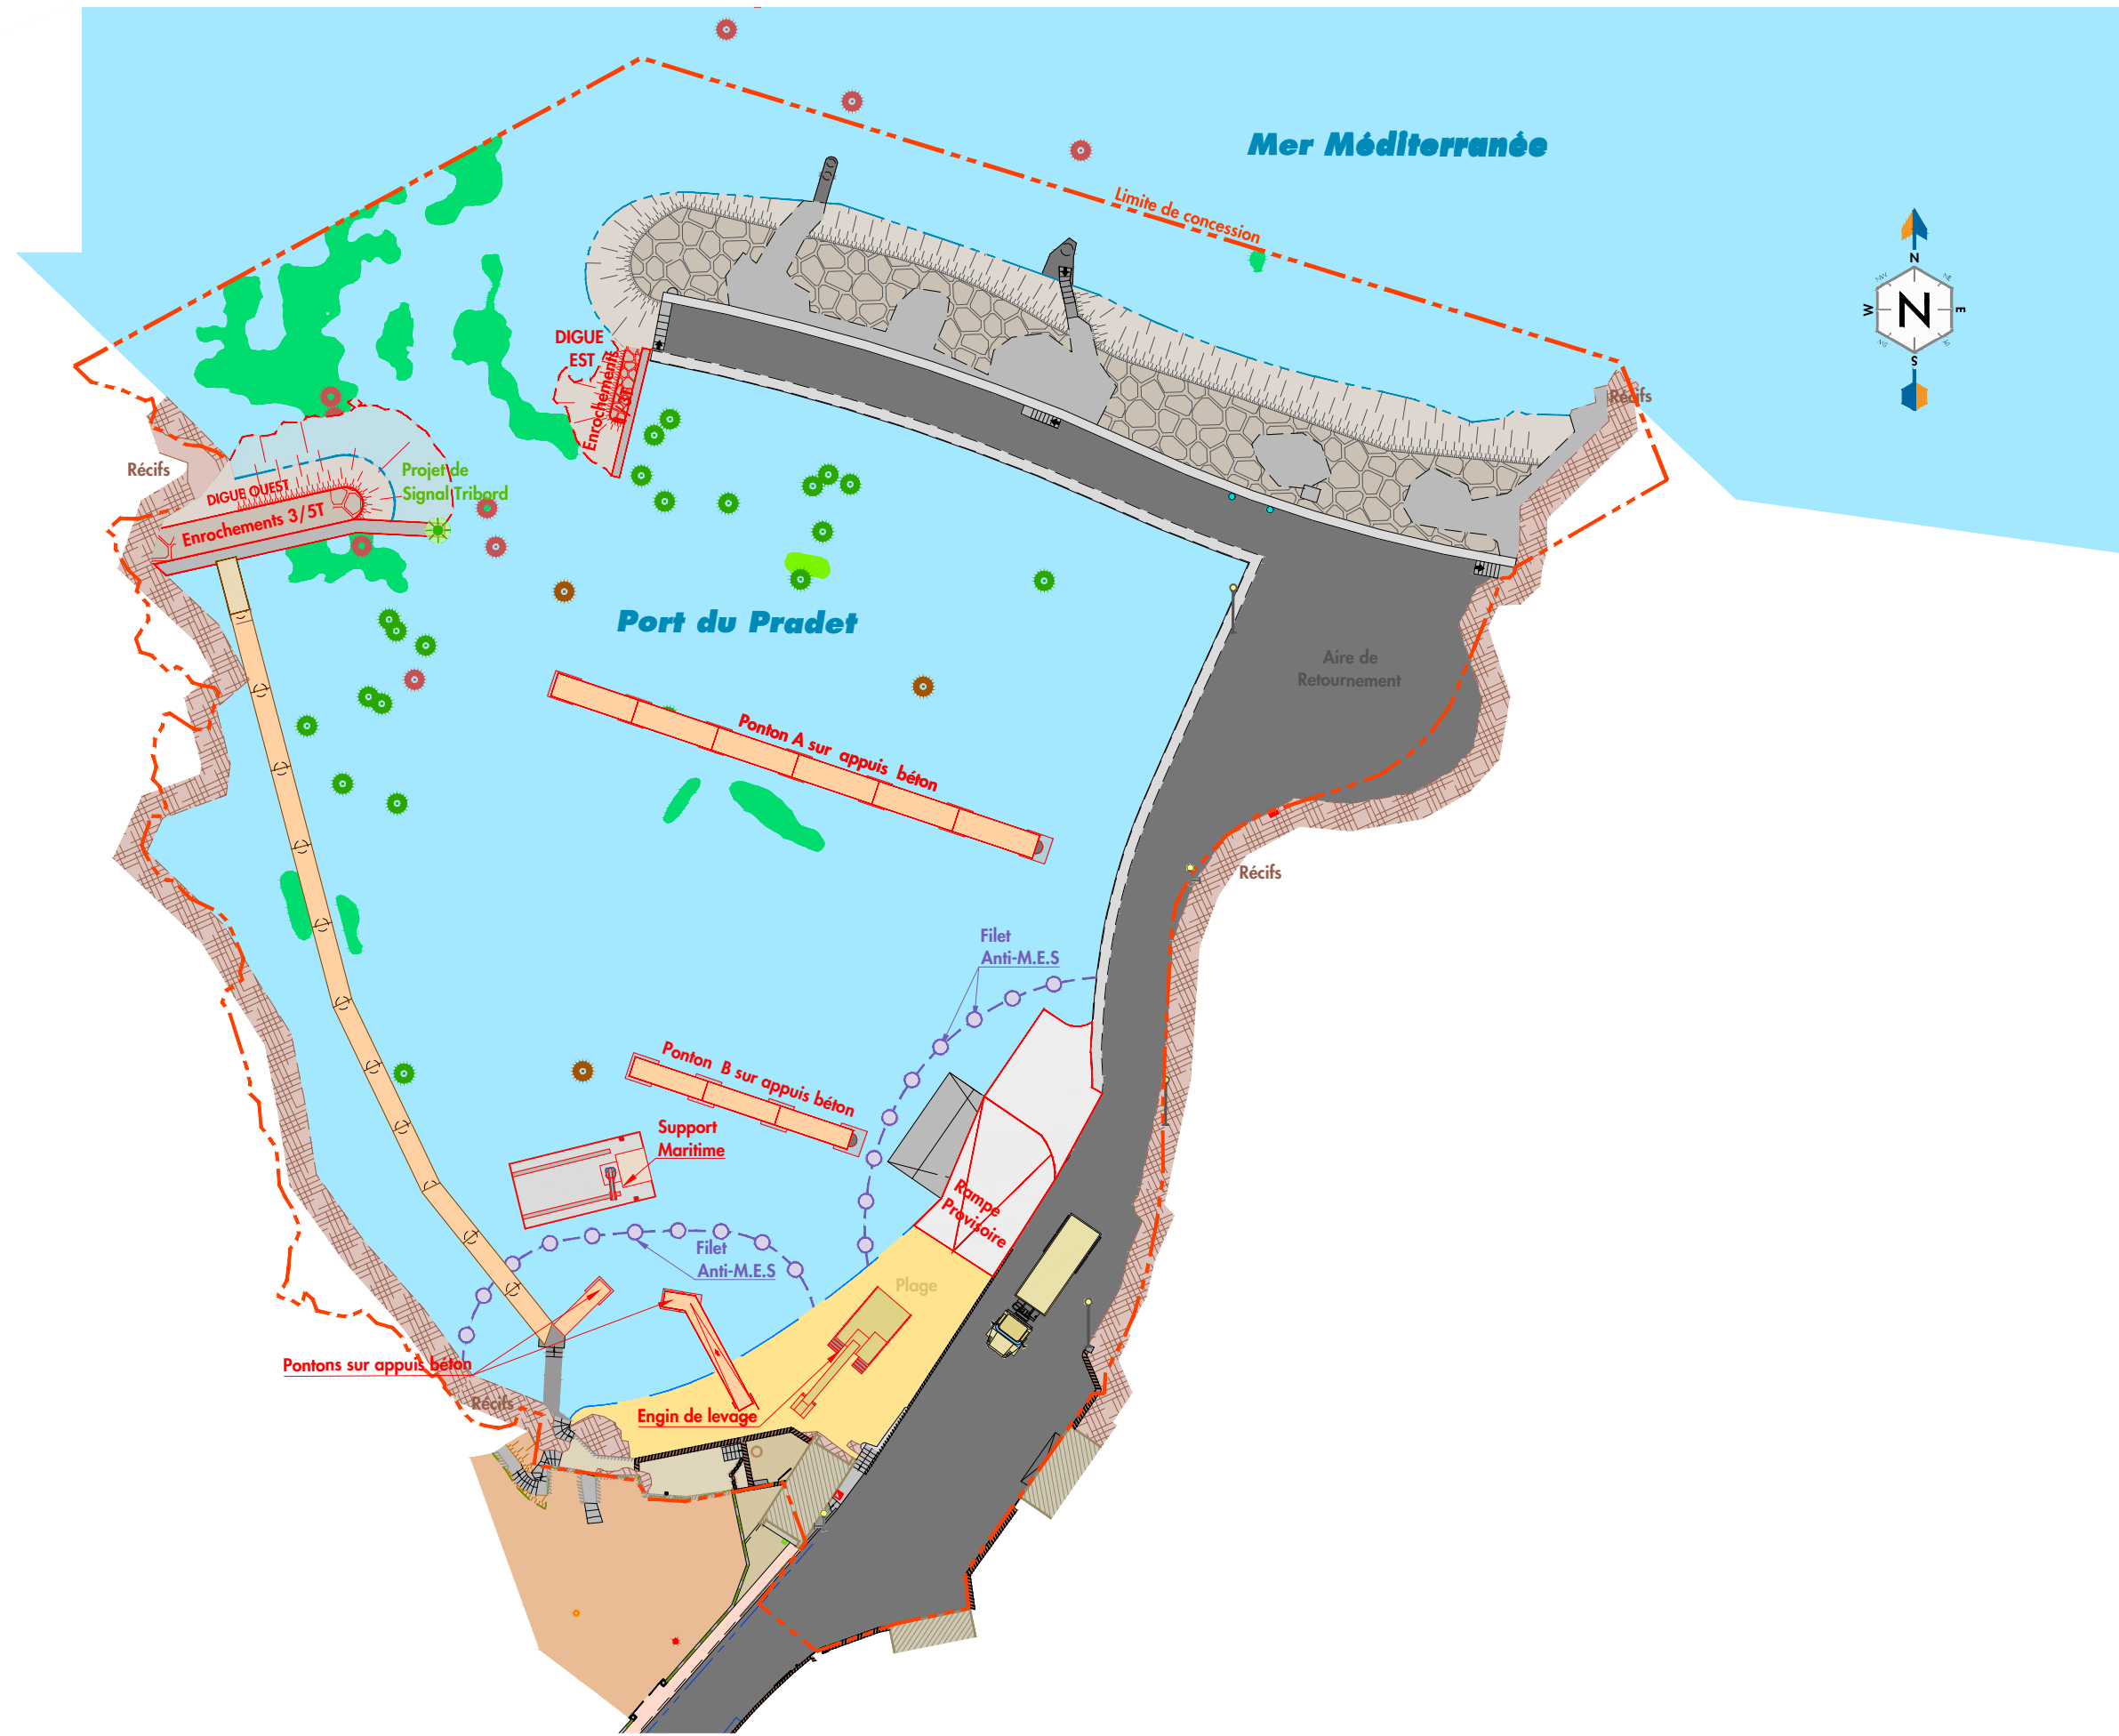 Mer Méditerranée
Limite de concession
N
NW
NE
W
N
E
S
DIGUE
EST
Enrochements
Récifs
Récifs
Projet de
Signal Tribord
DIGUE OUEST
Enrochements 3/5T
Port du Pradet
Aire de
Retournement
Ponton A sur appuis béton
Récifs
Filet
Anti-M.E.S
Ponton B sur appuis béton
Support
Maritime
Rampe
Provisoire
Filet
Anti-M.E.S
Plage
Pontons sur appuis béton
Récifs
Engin de levage